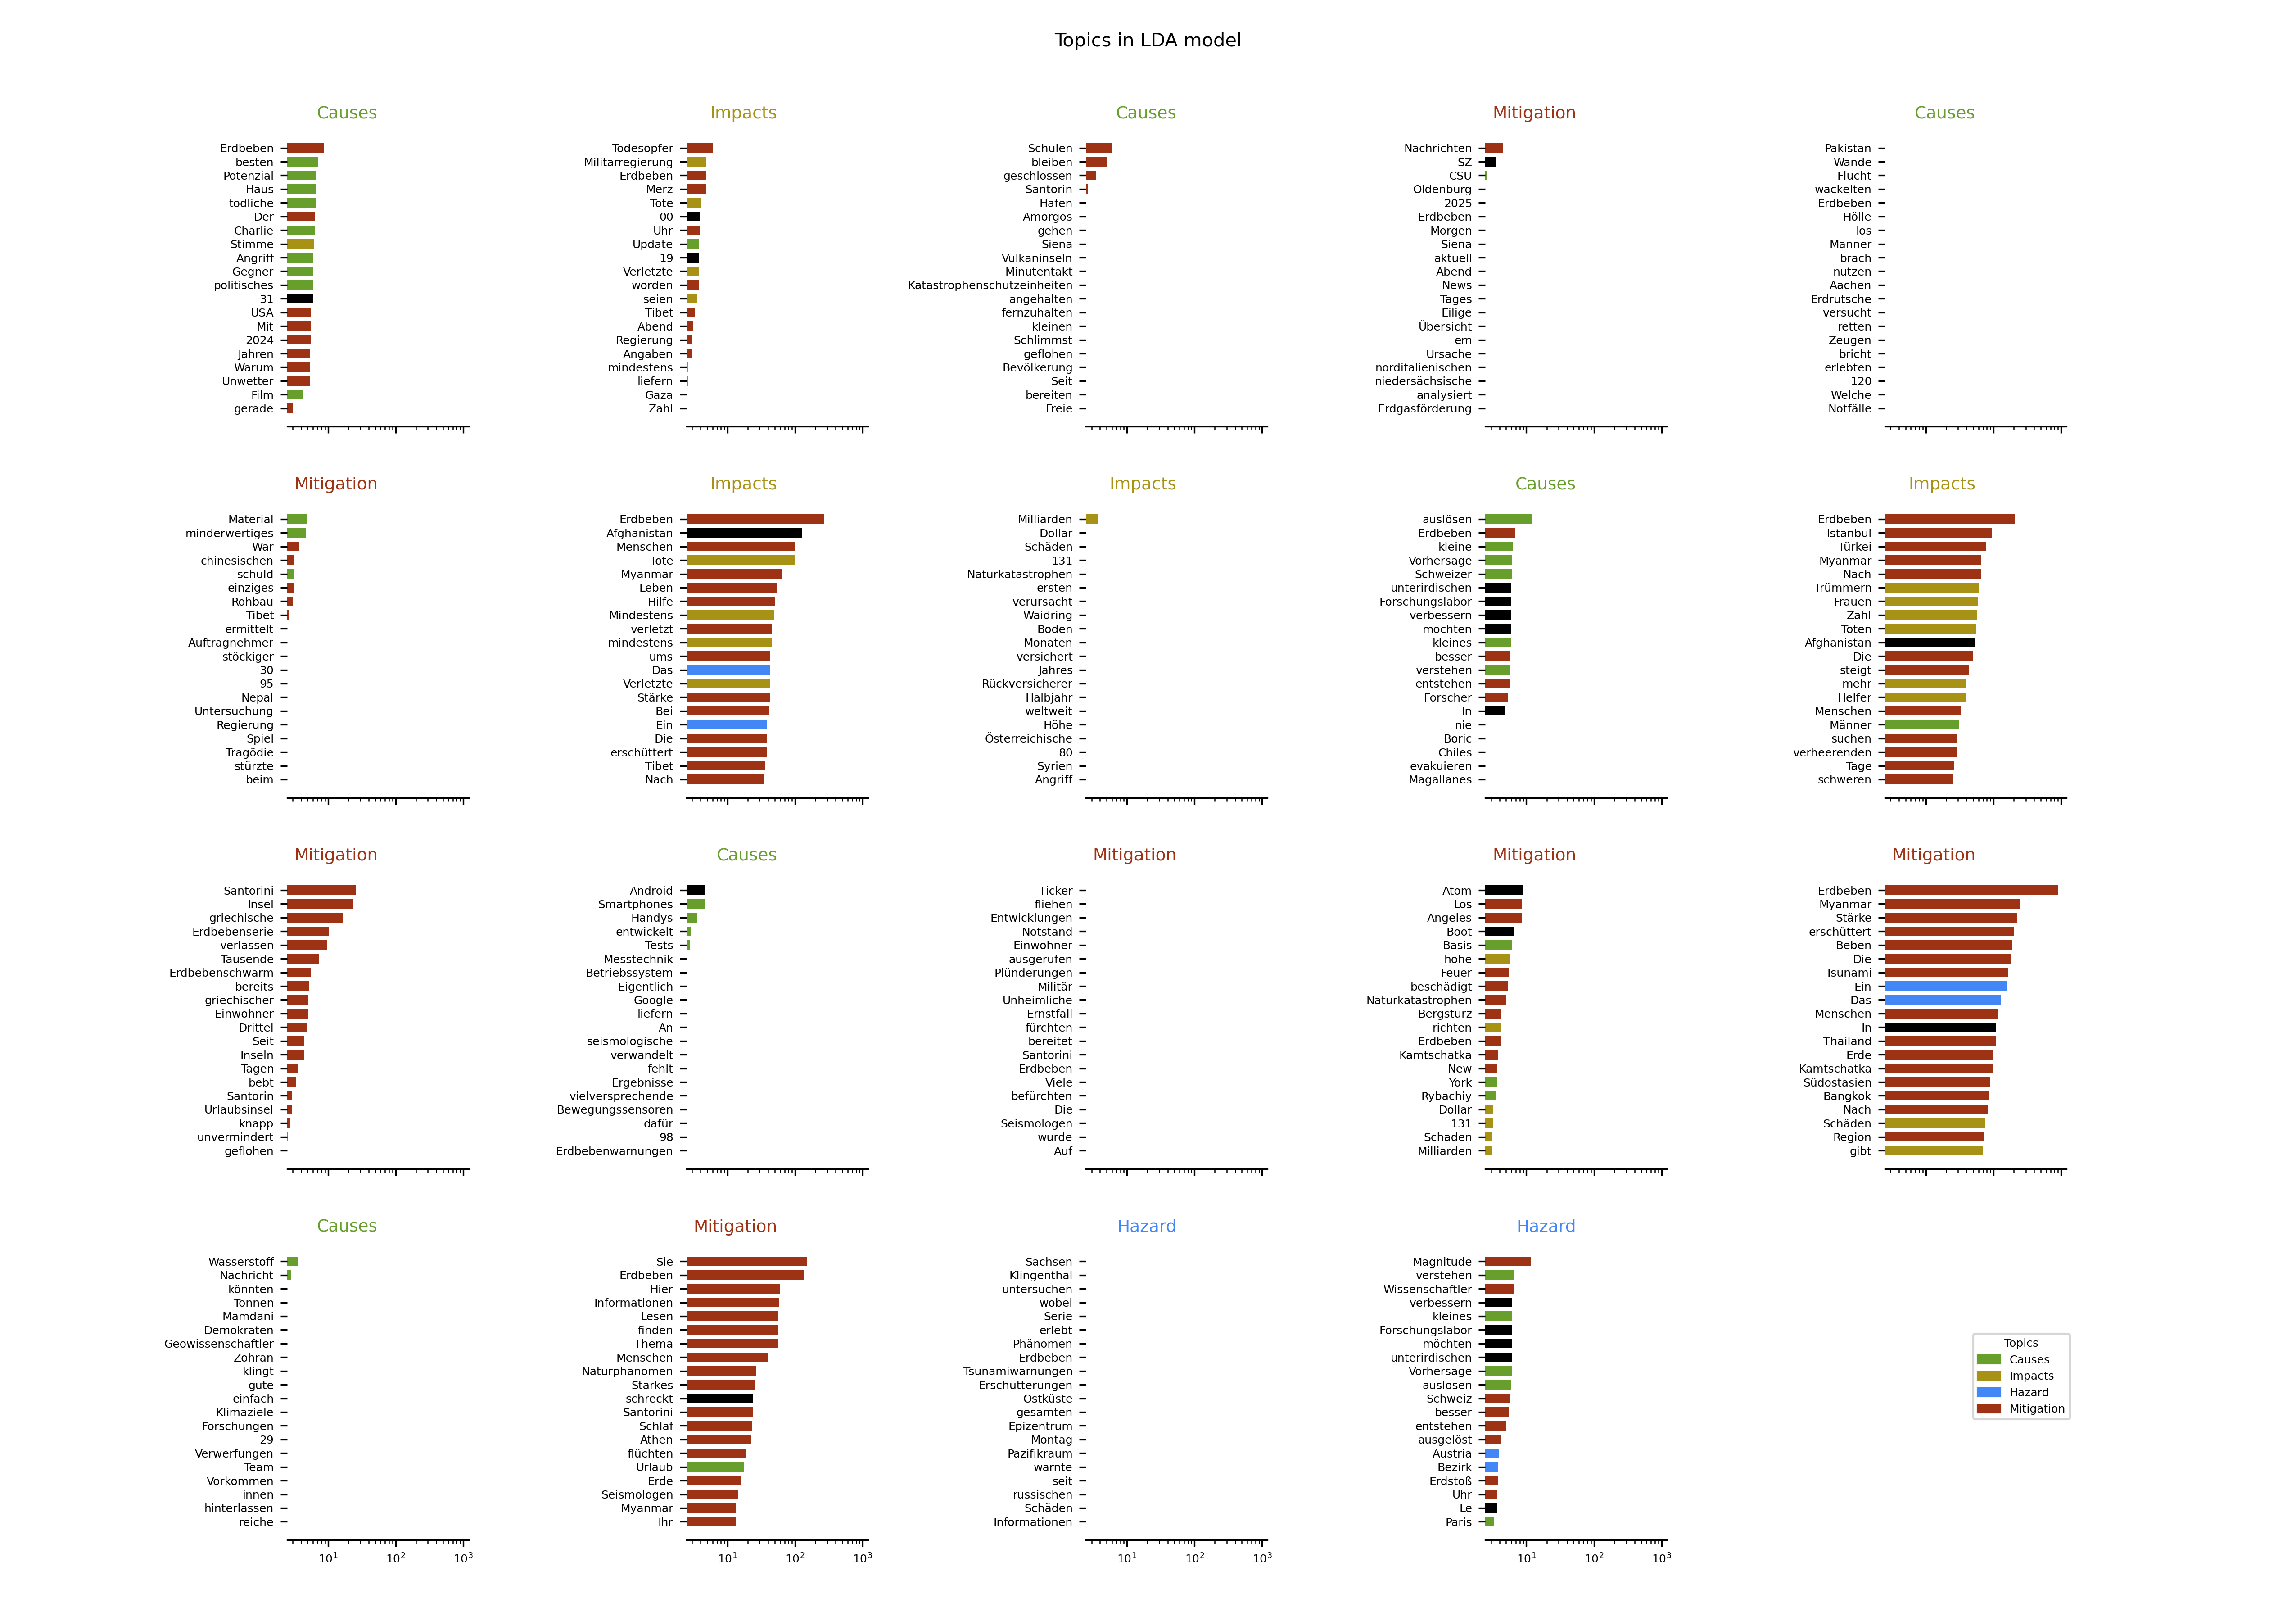 Topics in LDA model
Causes
Erdbeben
besten
Potenzial
Haus
tödliche
Der
Charlie
Stimme
Angriff
Gegner
politisches
31
USA
Mit
2024
Jahren
Warum
Unwetter
Film
gerade
Impacts
Todesopfer
Militärregierung
Erdbeben
Merz
Tote
00
Uhr
Update
19
Verletzte
worden
seien
Tibet
Abend
Regierung
Angaben
mindestens
liefern
Gaza
Zahl
Causes
Schulen
bleiben
geschlossen
Santorin
Häfen
Amorgos
gehen
Siena
Vulkaninseln
Minutentakt
Katastrophenschutzeinheiten
angehalten
fernzuhalten
kleinen
Schlimmst
geflohen
Bevölkerung
Seit
bereiten
Freie
Mitigation
Nachrichten
SZ
CSU
Oldenburg
2025
Erdbeben
Morgen
Siena
aktuell
Abend
News
Tages
Eilige
Übersicht
em
Ursache
norditalienischen
niedersächsische
analysiert
Erdgasförderung
Causes
Pakistan
Wände
Flucht
wackelten
Erdbeben
Hölle
los
Männer
brach
nutzen
Aachen
Erdrutsche
versucht
retten
Zeugen
bricht
erlebten
120
Welche
Notfälle
Mitigation
Material
minderwertiges
War
chinesischen
schuld
einziges
Rohbau
Tibet
ermittelt
Auftragnehmer
stöckiger
30
95
Nepal
Untersuchung
Regierung
Spiel
Tragödie
stürzte
beim
Impacts
Erdbeben
Afghanistan
Menschen
Tote
Myanmar
Leben
Hilfe
Mindestens
verletzt
mindestens
ums
Das
Verletzte
Stärke
Bei
Ein
Die
erschüttert
Tibet
Nach
Impacts
Milliarden
Dollar
Schäden
131
Naturkatastrophen
ersten
verursacht
Waidring
Boden
Monaten
versichert
Jahres
Rückversicherer
Halbjahr
weltweit
Höhe
Österreichische
80
Syrien
Angriff
Causes
auslösen
Erdbeben
kleine
Vorhersage
Schweizer
unterirdischen
Forschungslabor
verbessern
möchten
kleines
besser
verstehen
entstehen
Forscher
In
nie
Boric
Chiles
evakuieren
Magallanes
Impacts
Erdbeben
Istanbul
Türkei
Myanmar
Nach
Trümmern
Frauen
Zahl
Toten
Afghanistan
Die
steigt
mehr
Helfer
Menschen
Männer
suchen
verheerenden
Tage
schweren
Mitigation
Santorini
Insel
griechische
Erdbebenserie
verlassen
Tausende
Erdbebenschwarm
bereits
griechischer
Einwohner
Drittel
Seit
Inseln
Tagen
bebt
Santorin
Urlaubsinsel
knapp
unvermindert
geflohen
Causes
Android
Smartphones
Handys
entwickelt
Tests
Messtechnik
Betriebssystem
Eigentlich
Google
liefern
An
seismologische
verwandelt
fehlt
Ergebnisse
vielversprechende
Bewegungssensoren
dafür
98
Erdbebenwarnungen
Mitigation
Ticker
fliehen
Entwicklungen
Notstand
Einwohner
ausgerufen
Plünderungen
Militär
Unheimliche
Ernstfall
fürchten
bereitet
Santorini
Erdbeben
Viele
befürchten
Die
Seismologen
wurde
Auf
Mitigation
Atom
Los
Angeles
Boot
Basis
hohe
Feuer
beschädigt
Naturkatastrophen
Bergsturz
richten
Erdbeben
Kamtschatka
New
York
Rybachiy
Dollar
131
Schaden
Milliarden
Mitigation
Erdbeben
Myanmar
Stärke
erschüttert
Beben
Die
Tsunami
Ein
Das
Menschen
In
Thailand
Erde
Kamtschatka
Südostasien
Bangkok
Nach
Schäden
Region
gibt
Causes
Wasserstoff
Nachricht
könnten
Tonnen
Mamdani
Demokraten
Geowissenschaftler
Zohran
klingt
gute
einfach
Klimaziele
Forschungen
29
Verwerfungen
Team
Vorkommen
innen
hinterlassen
reiche
10¹ 10² 10³
Mitigation
Sie
Erdbeben
Hier
Informationen
Lesen
finden
Thema
Menschen
Naturphänomen
Starkes
schreckt
Santorini
Schlaf
Athen
flüchten
Urlaub
Erde
Seismologen
Myanmar
Ihr
10¹ 10² 10³
Hazard
Sachsen
Klingenthal
untersuchen
wobei
Serie
erlebt
Phänomen
Erdbeben
Tsunamiwarnungen
Erschütterungen
Ostküste
gesamten
Epizentrum
Montag
Pazifikraum
warnte
seit
russischen
Schäden
Informationen
10¹ 10² 10³
Hazard
Magnitude
verstehen
Wissenschaftler
verbessern
kleines
Forschungslabor
möchten
unterirdischen
Vorhersage
auslösen
Schweiz
besser
entstehen
ausgelöst
Austria
Bezirk
Erdstoß
Uhr
Le
Paris
10¹ 10² 10³
Topics
Causes
Impacts
Hazard
Mitigation